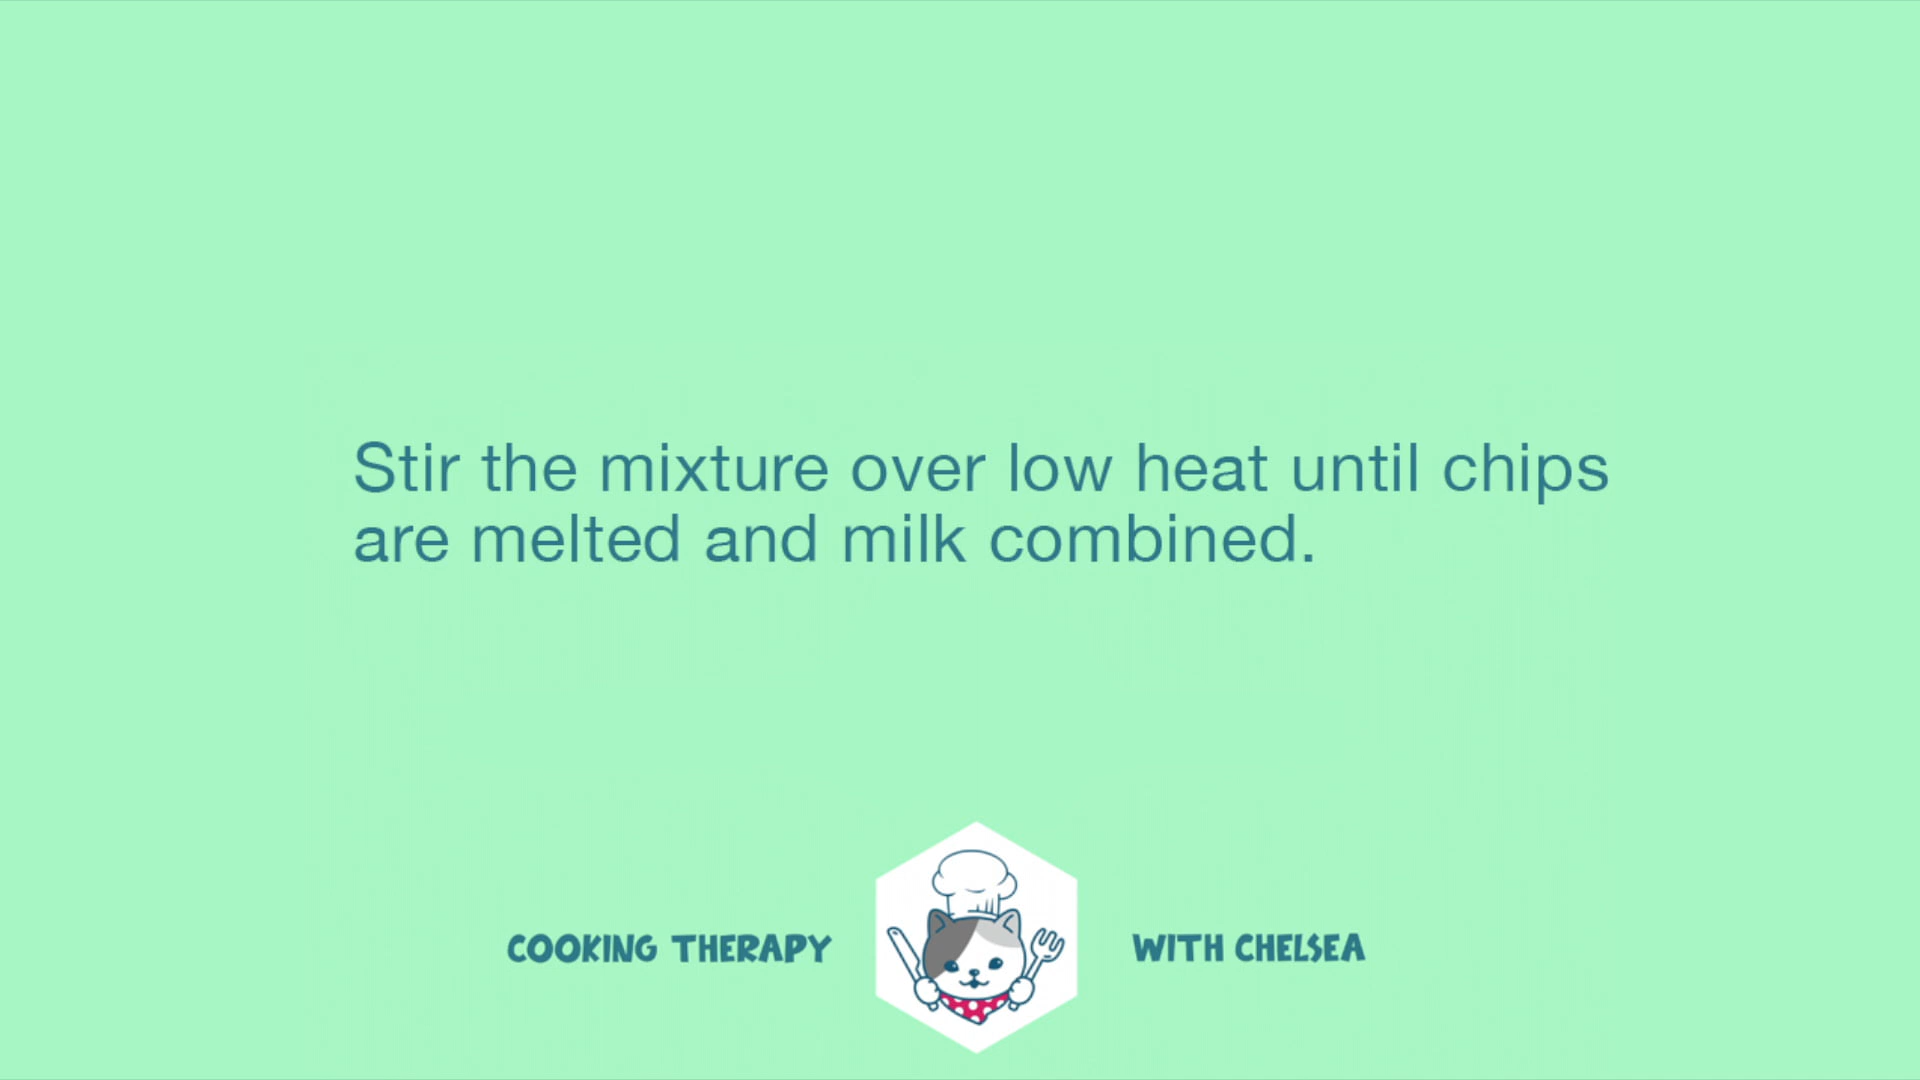 Stir the mixture over low heat until chips
are melted and milk combined.
COOKING THERAPY WITH CHELSEA